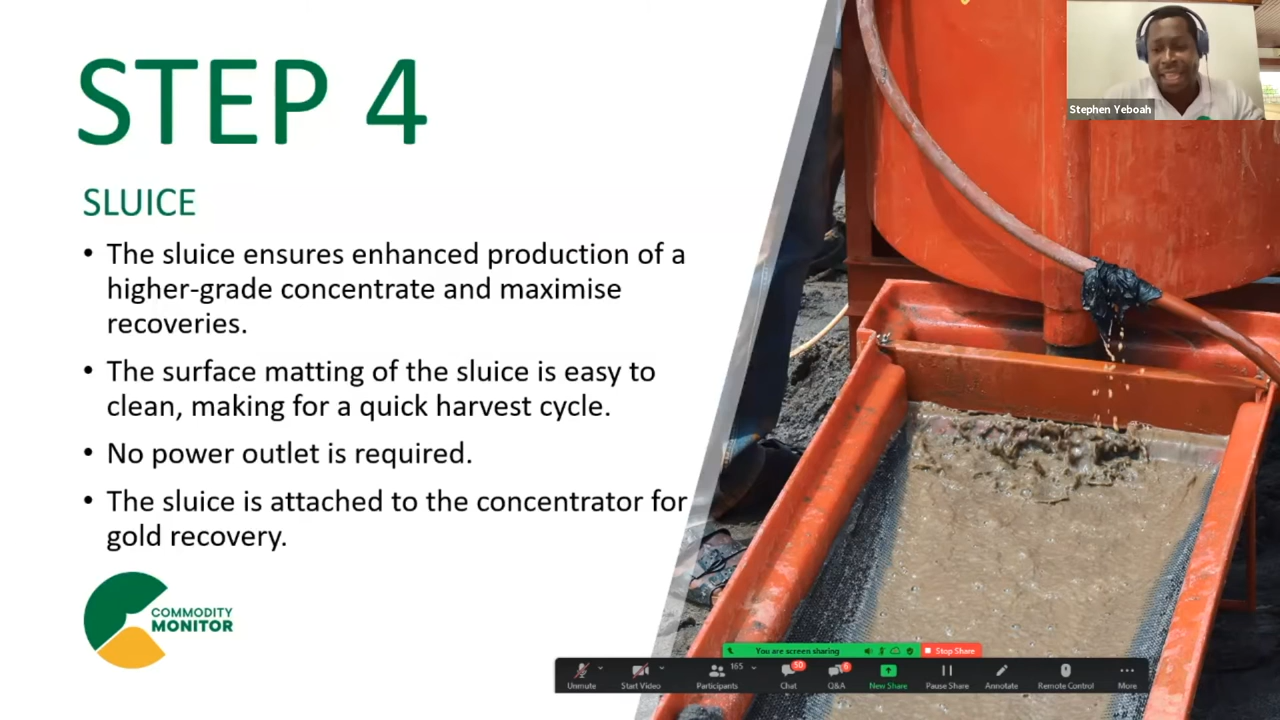 STEP 4
Stephen Yeboah
SLUICE
• The sluice ensures enhanced production of a
higher-grade concentrate and maximise
recoveries.
• The surface matting of the sluice is easy to
clean, making for a quick harvest cycle.
• No power outlet is required.
• The sluice is attached to the concentrator for
gold recovery.
COMMODITY
MONITOR
You are screen sharing
Stop Share
165
50
6
Unmute
Start Video
Participants
Chat
Q&A
New Share
Pause Share
Annotate
Remote Control
More